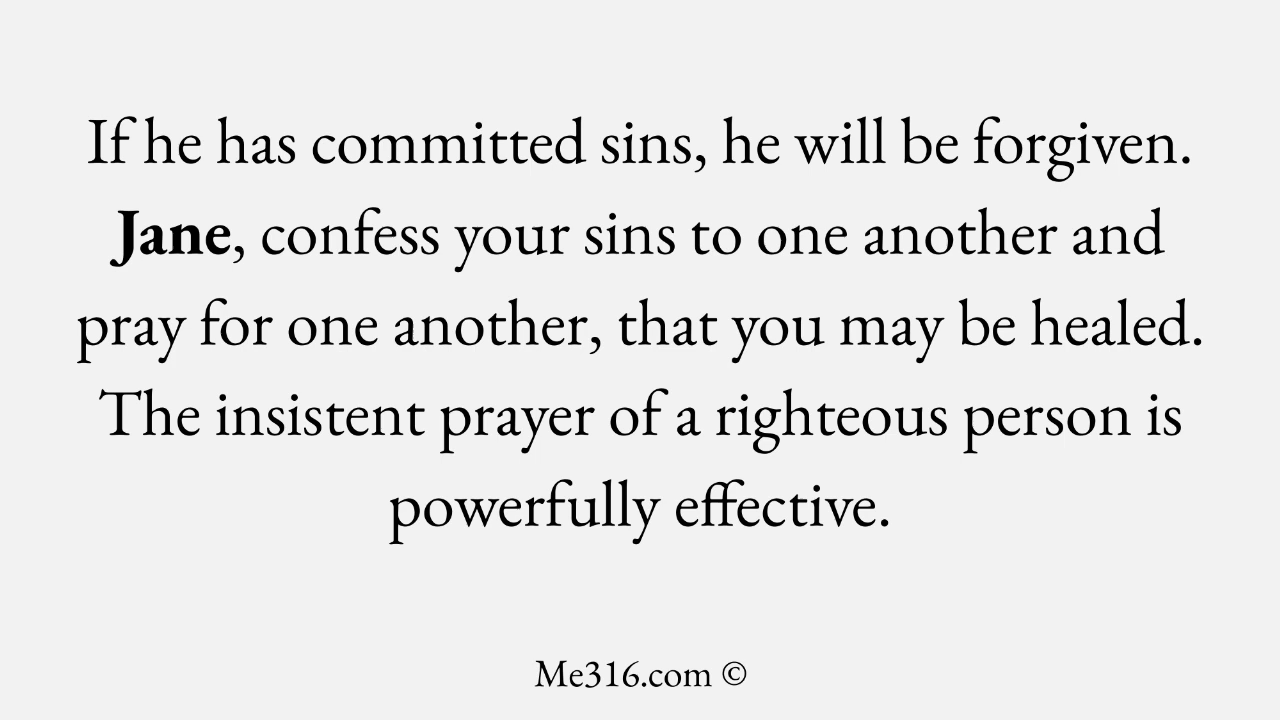 If he has committed sins, he will be forgiven.
Jane, confess your sins to one another and
pray for one another, that you may be healed.
The insistent prayer of a righteous person is
powerfully effective.
Me316.com ©